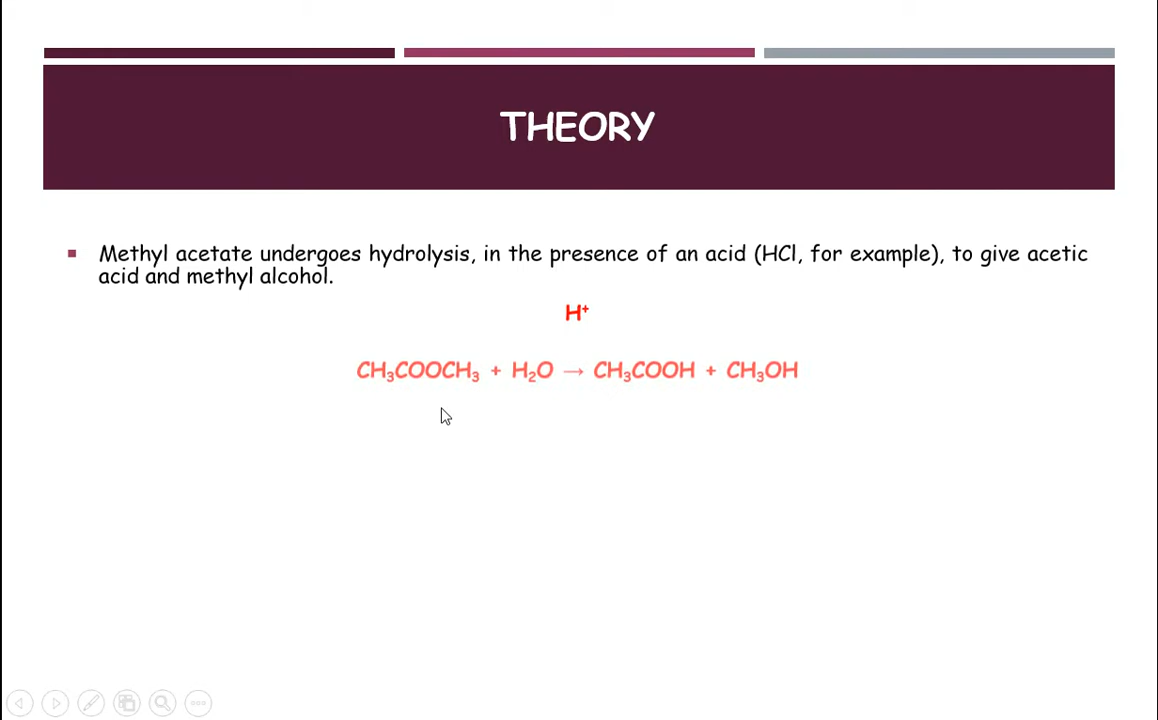 THEORY
Methyl acetate undergoes hydrolysis, in the presence of an acid (HCl, for example), to give acetic
acid and methyl alcohol.
H⁺
CH₃COOCH₃ + H₂O → CH₃COOH + CH₃OH